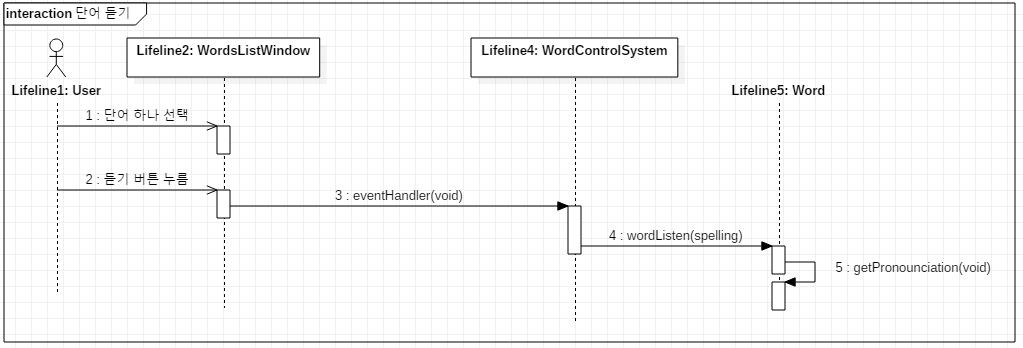 interaction 단어 듣기
Lifeline2: WordsListWindow
Lifeline4: WordControlSystem
Lifeline1: User
Lifeline5: Word
1 : 단어 하나 선택
2 : 듣기 버튼 누름
3 : eventHandler(void)
4 : wordListen(spelling)
5 : getPronounciation(void)